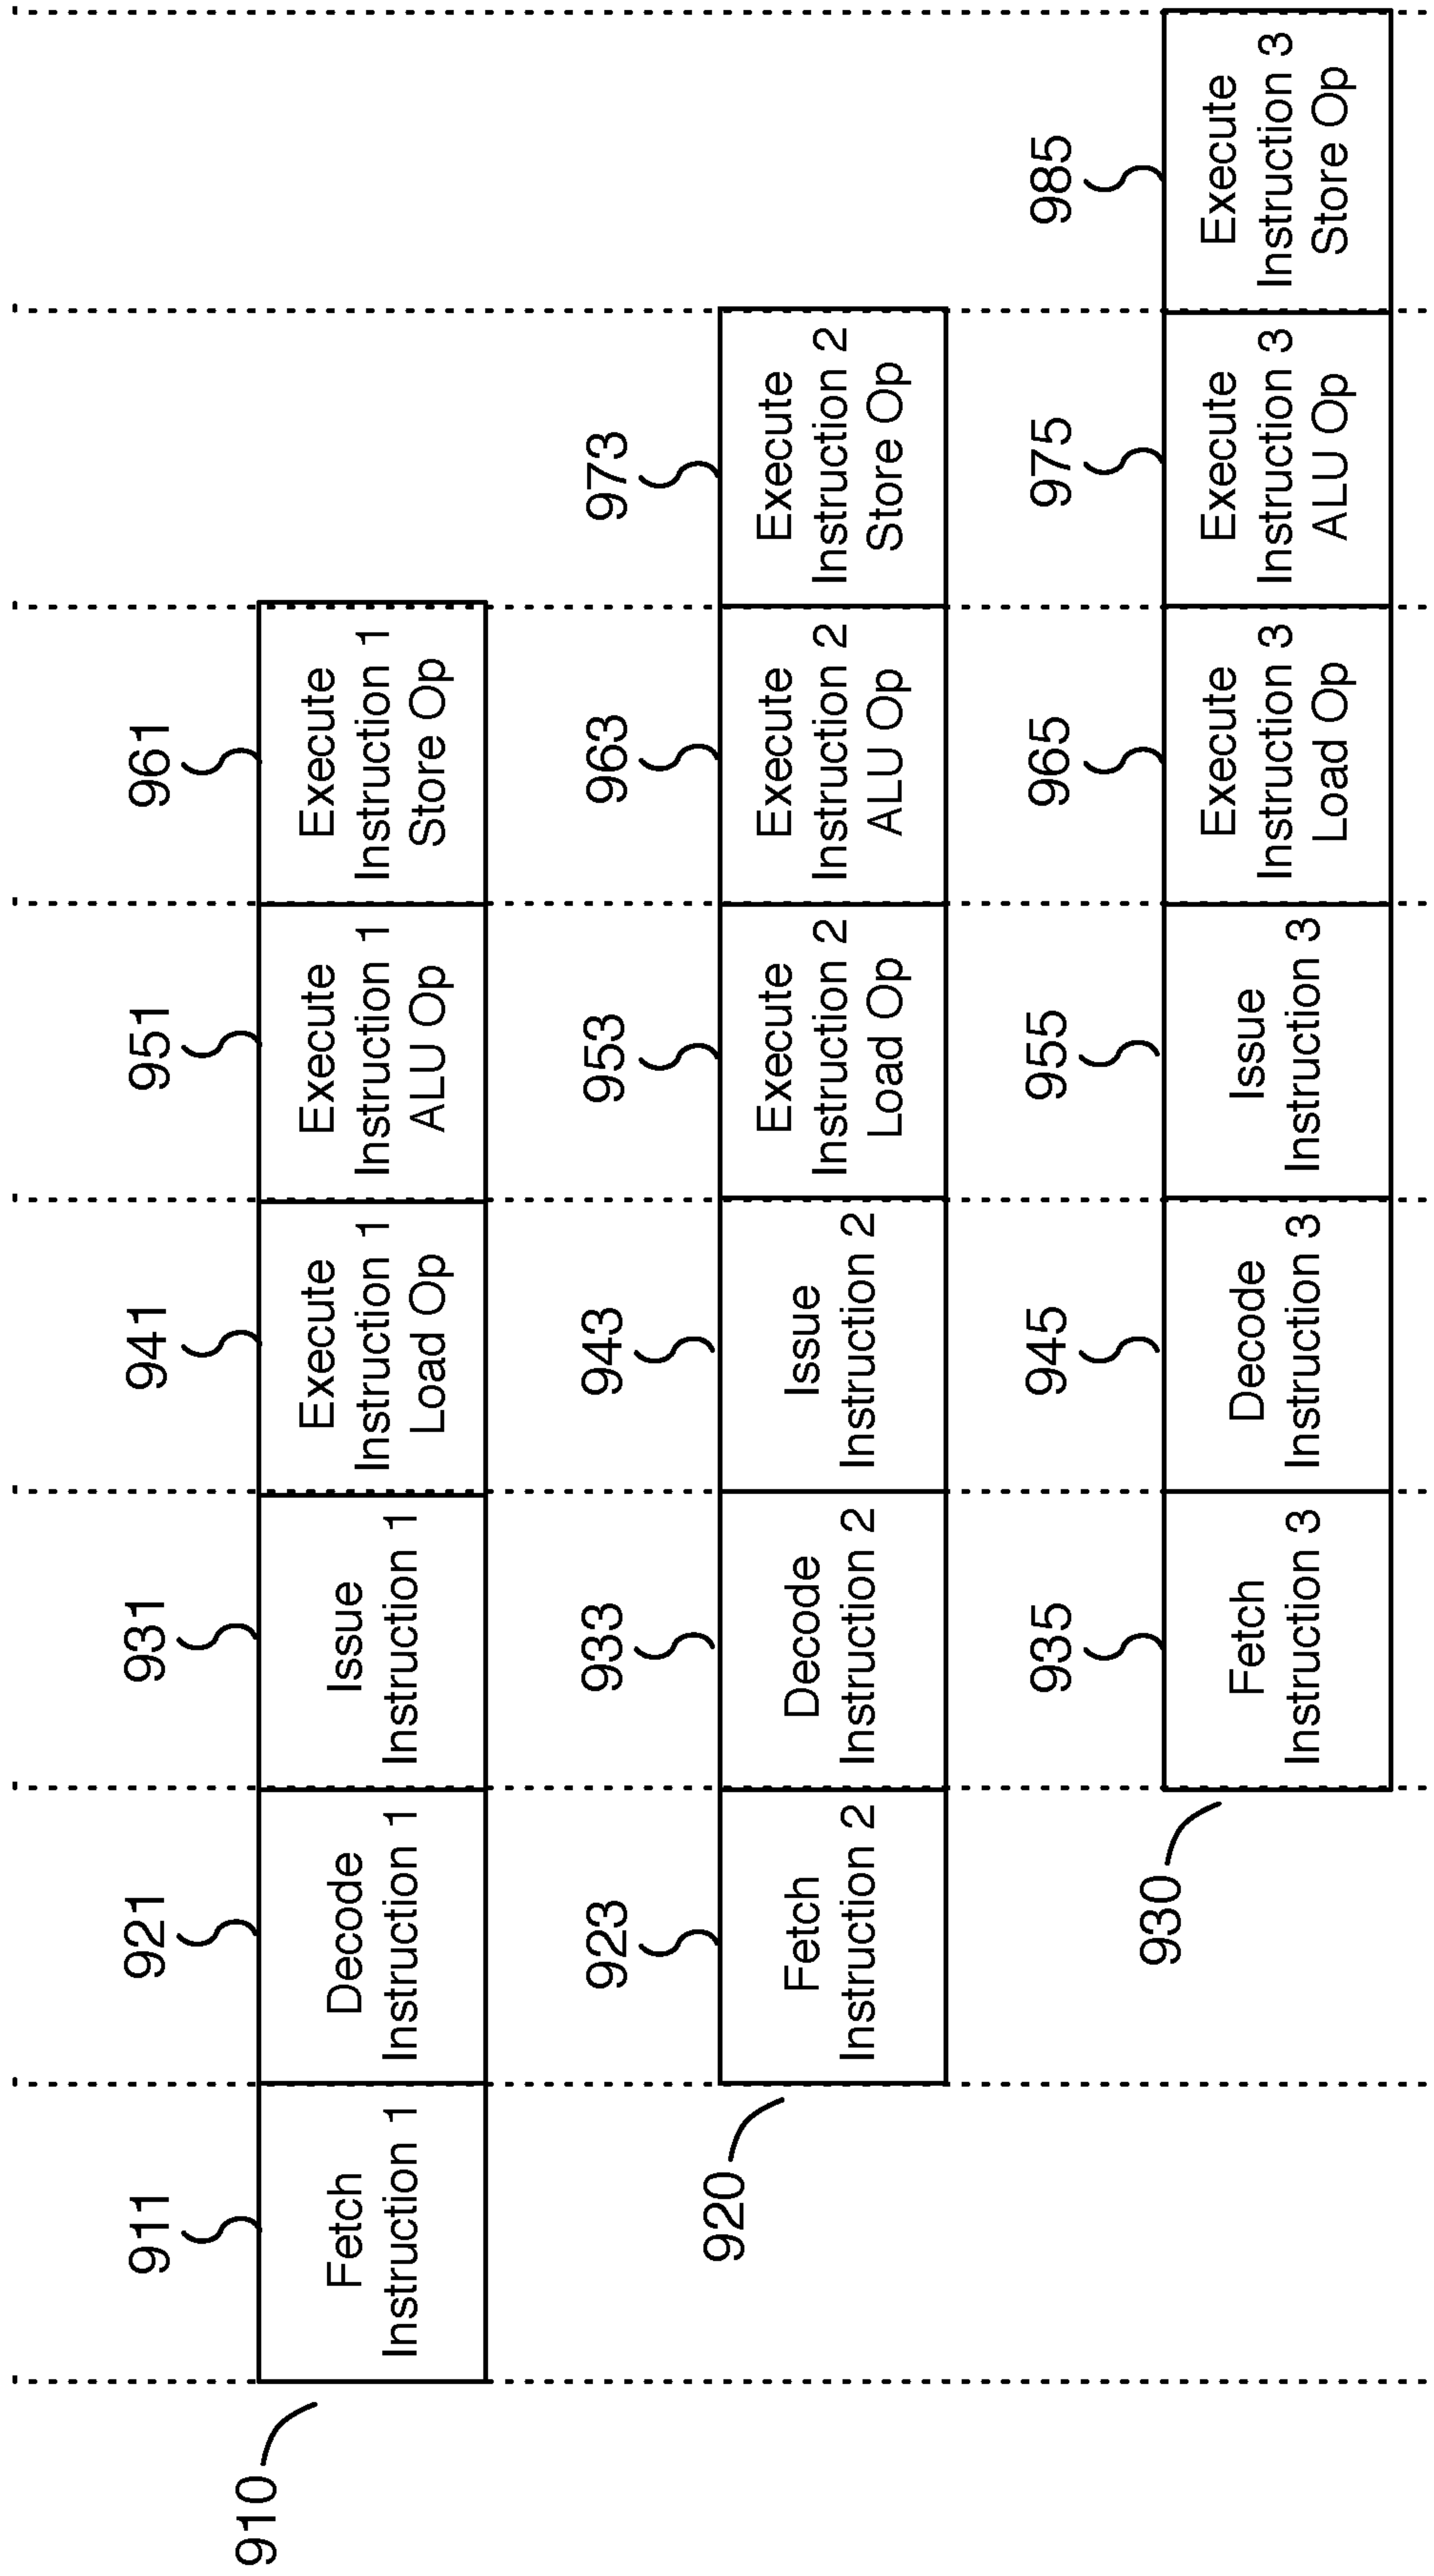 911
921
931
941
951
961
910
Fetch
Instruction 1
Decode
Instruction 1
Issue
Instruction 1
Execute
Instruction 1
Load Op
Execute
Instruction 1
ALU Op
Execute
Instruction 1
Store Op
923
933
943
953
963
973
920
Fetch
Instruction 2
Decode
Instruction 2
Issue
Instruction 2
Execute
Instruction 2
Load Op
Execute
Instruction 2
ALU Op
Execute
Instruction 2
Store Op
935
945
955
965
975
985
930
Fetch
Instruction 3
Decode
Instruction 3
Issue
Instruction 3
Execute
Instruction 3
Load Op
Execute
Instruction 3
ALU Op
Execute
Instruction 3
Store Op